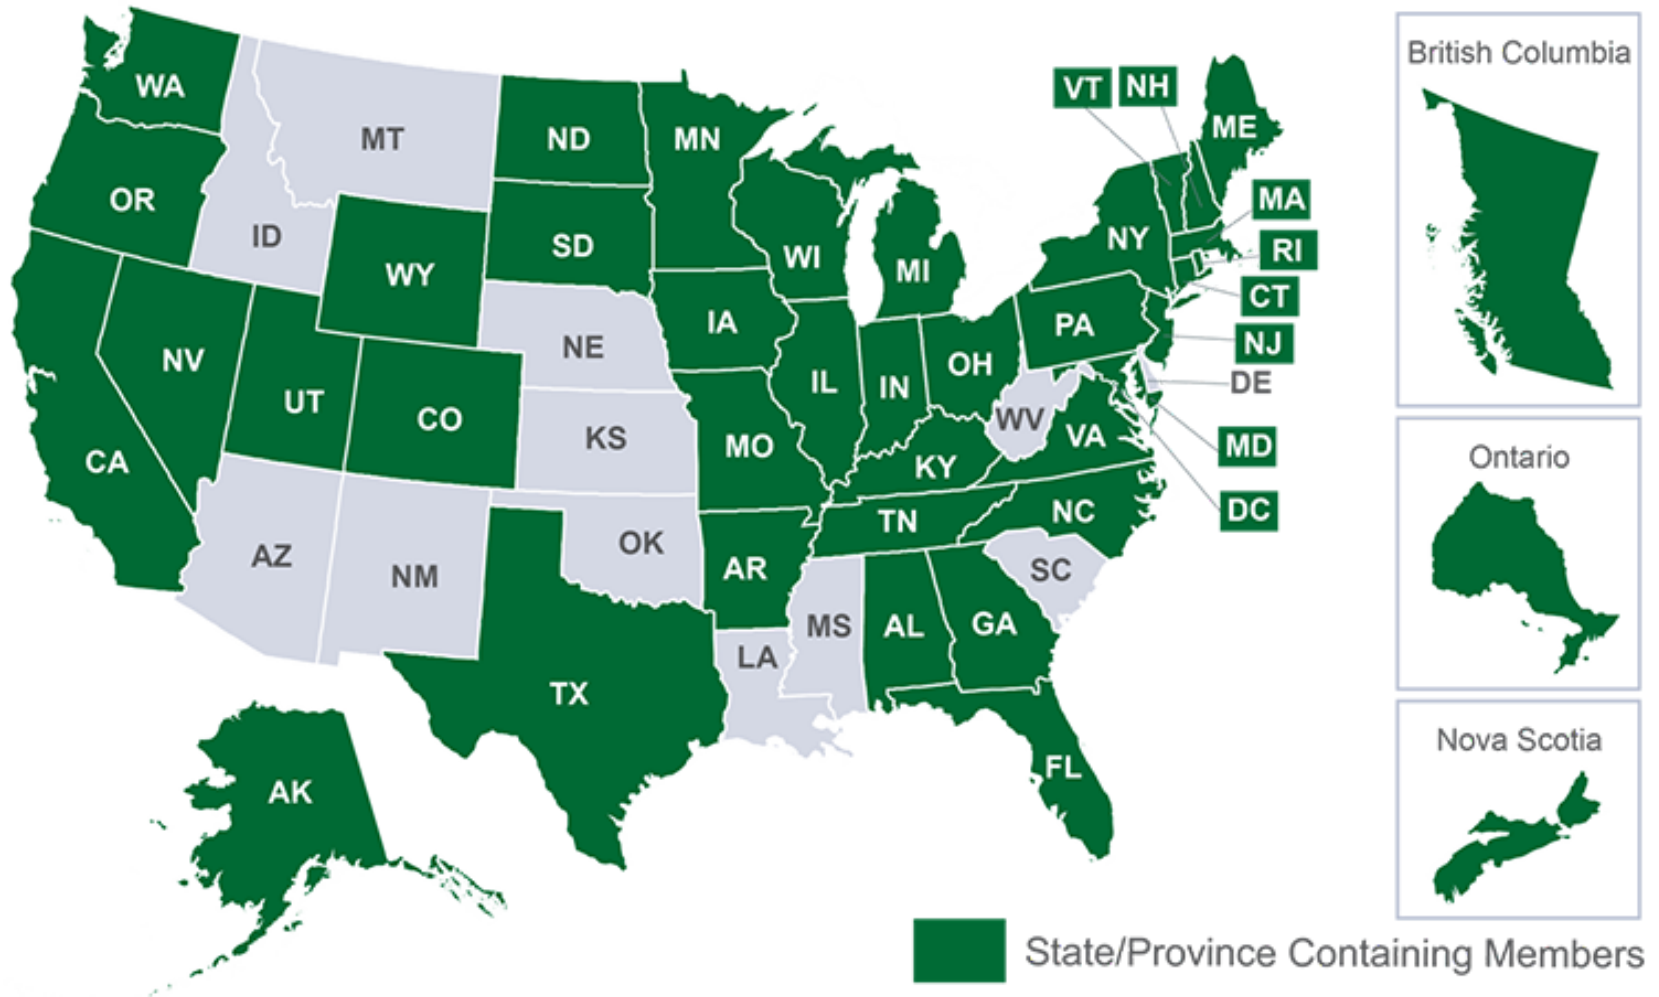 British Columbia
VT
NH
WA
ME
MT
ND
MN
OR
MA
ID
NY
SD
WI
RI
WY
MI
CT
IA
PA
NE
NJ
NV
OH
IL
IN
DE
UT
CO
WV
KS
VA
MD
MO
CA
KY
Ontario
DC
NC
TN
OK
AZ
AR
SC
NM
MS
AL
GA
LA
TX
Nova Scotia
FL
AK
State/Province Containing Members